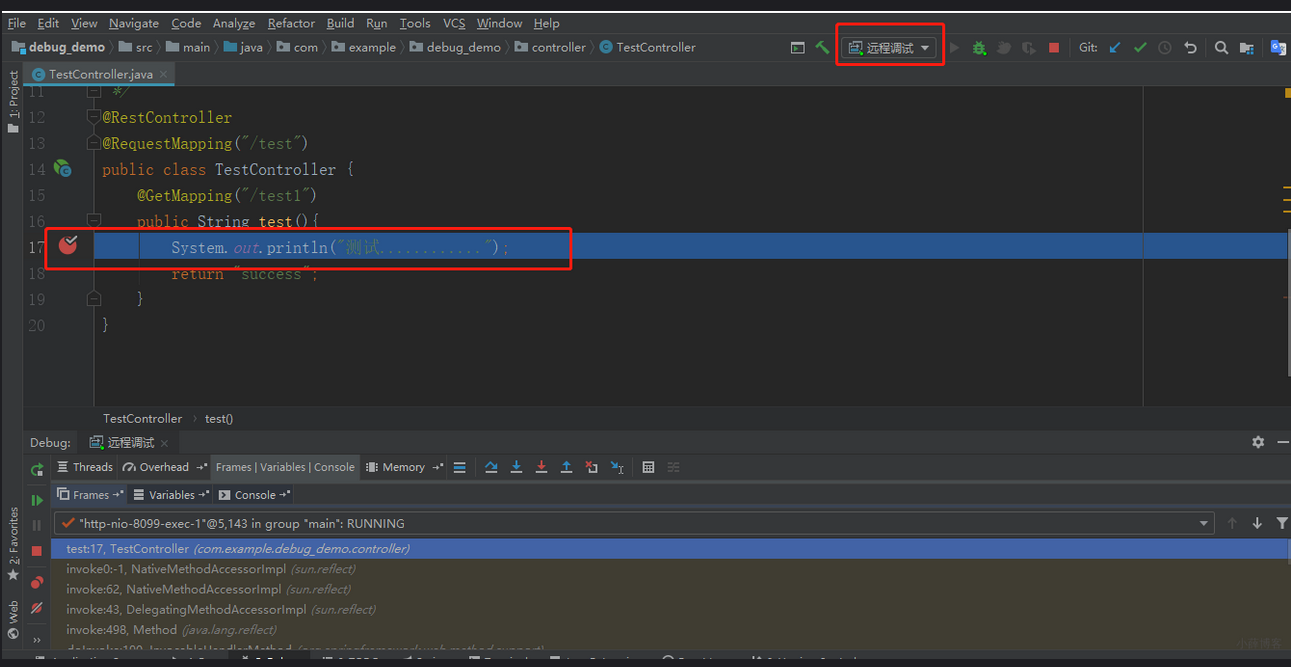 File Edit View Navigate Code Analyze Refactor Build Run Tools VCS Window Help
debug_demo src main java com example debug_demo controller TestController 远程调试 Git:
1: Project
TestController.java
11 */
12 @RestController
13 @RequestMapping("/test")
14 public class TestController {
15 @GetMapping("/test1")
16 public String test(){
17 System.out.println("测试............");
18 return "success";
19 }
20 }
TestController test()
Debug: 远程调试
Threads Overhead Frames | Variables | Console Memory
Frames Variables Console
2: Favorites
"http-nio-8099-exec-1"@5,143 in group "main": RUNNING
test:17, TestController (com.example.debug_demo.controller)
invoke0:-1, NativeMethodAccessorImpl (sun.reflect)
invoke:62, NativeMethodAccessorImpl (sun.reflect)
invoke:43, DelegatingMethodAccessorImpl (sun.reflect)
Web
invoke:498, Method (java.lang.reflect)